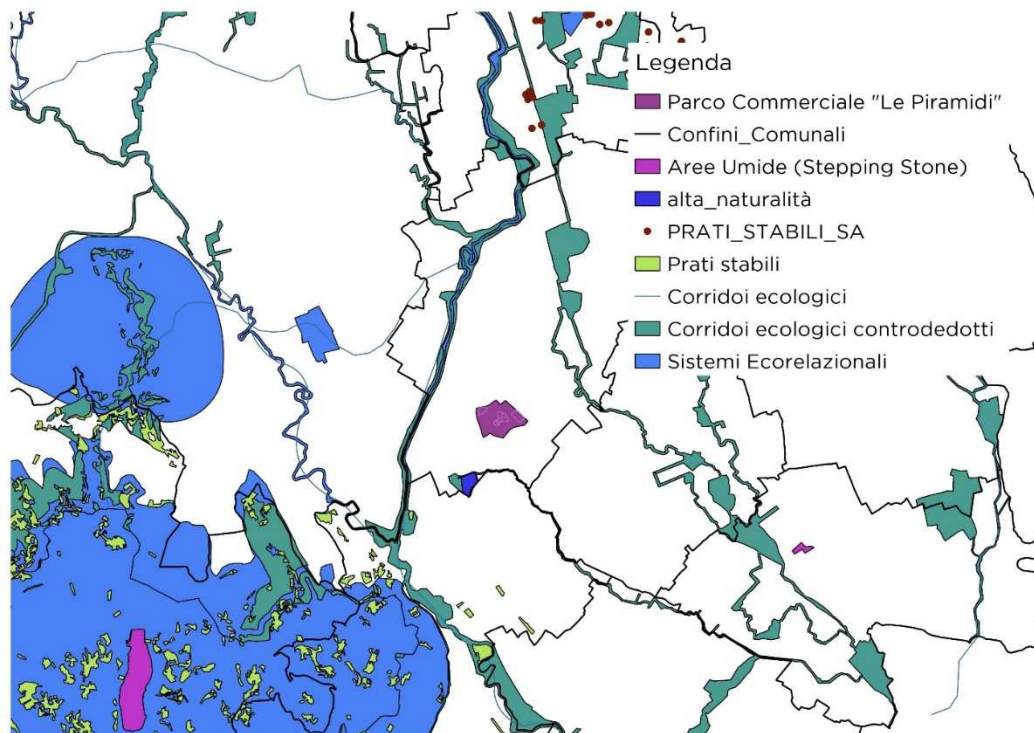 Legenda
Parco Commerciale "Le Piramidi"
Confini_Comunali
Aree Umide (Stepping Stone)
alta_naturalità
PRATI_STABILI_SA
Prati stabili
Corridoi ecologici
Corridoi ecologici controdedotti
Sistemi Ecorelazionali